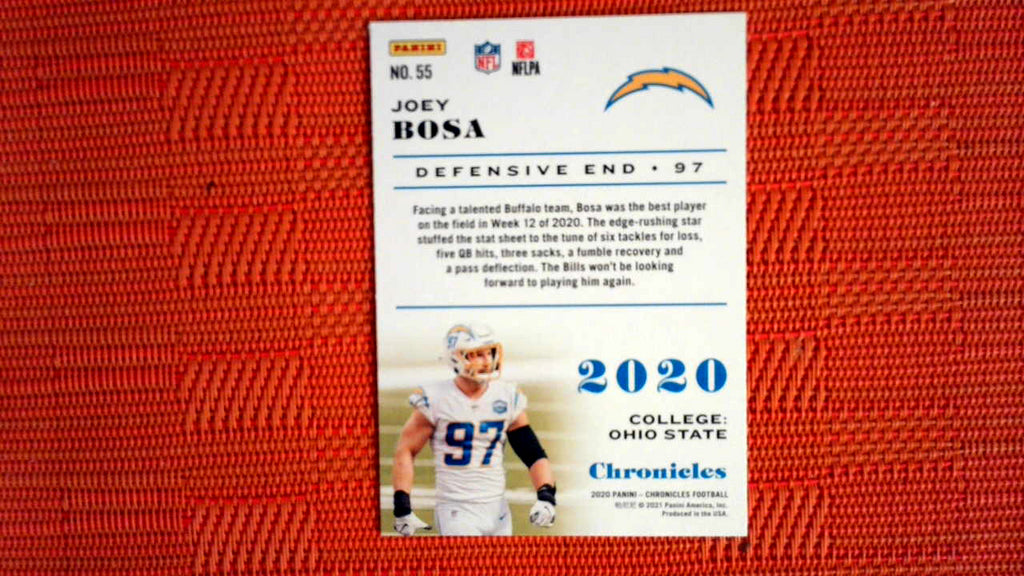 PANINI
NFL
NFLPA
NO. 55
JOEY
BOSA
DEFENSIVE END • 97
Facing a talented Buffalo team, Bosa was the best player
on the field in Week 12 of 2020. The edge-rushing star
stuffed the stat sheet to the tune of six tackles for loss,
five QB hits, three sacks, a fumble recovery and
a pass deflection. The Bills won't be looking
forward to playing him again.
97
97
2020
COLLEGE:
OHIO STATE
Chronicles
2020 PANINI – CHRONICLES FOOTBALL
帕尼尼 © 2021 Panini America, Inc.
Produced in the USA.